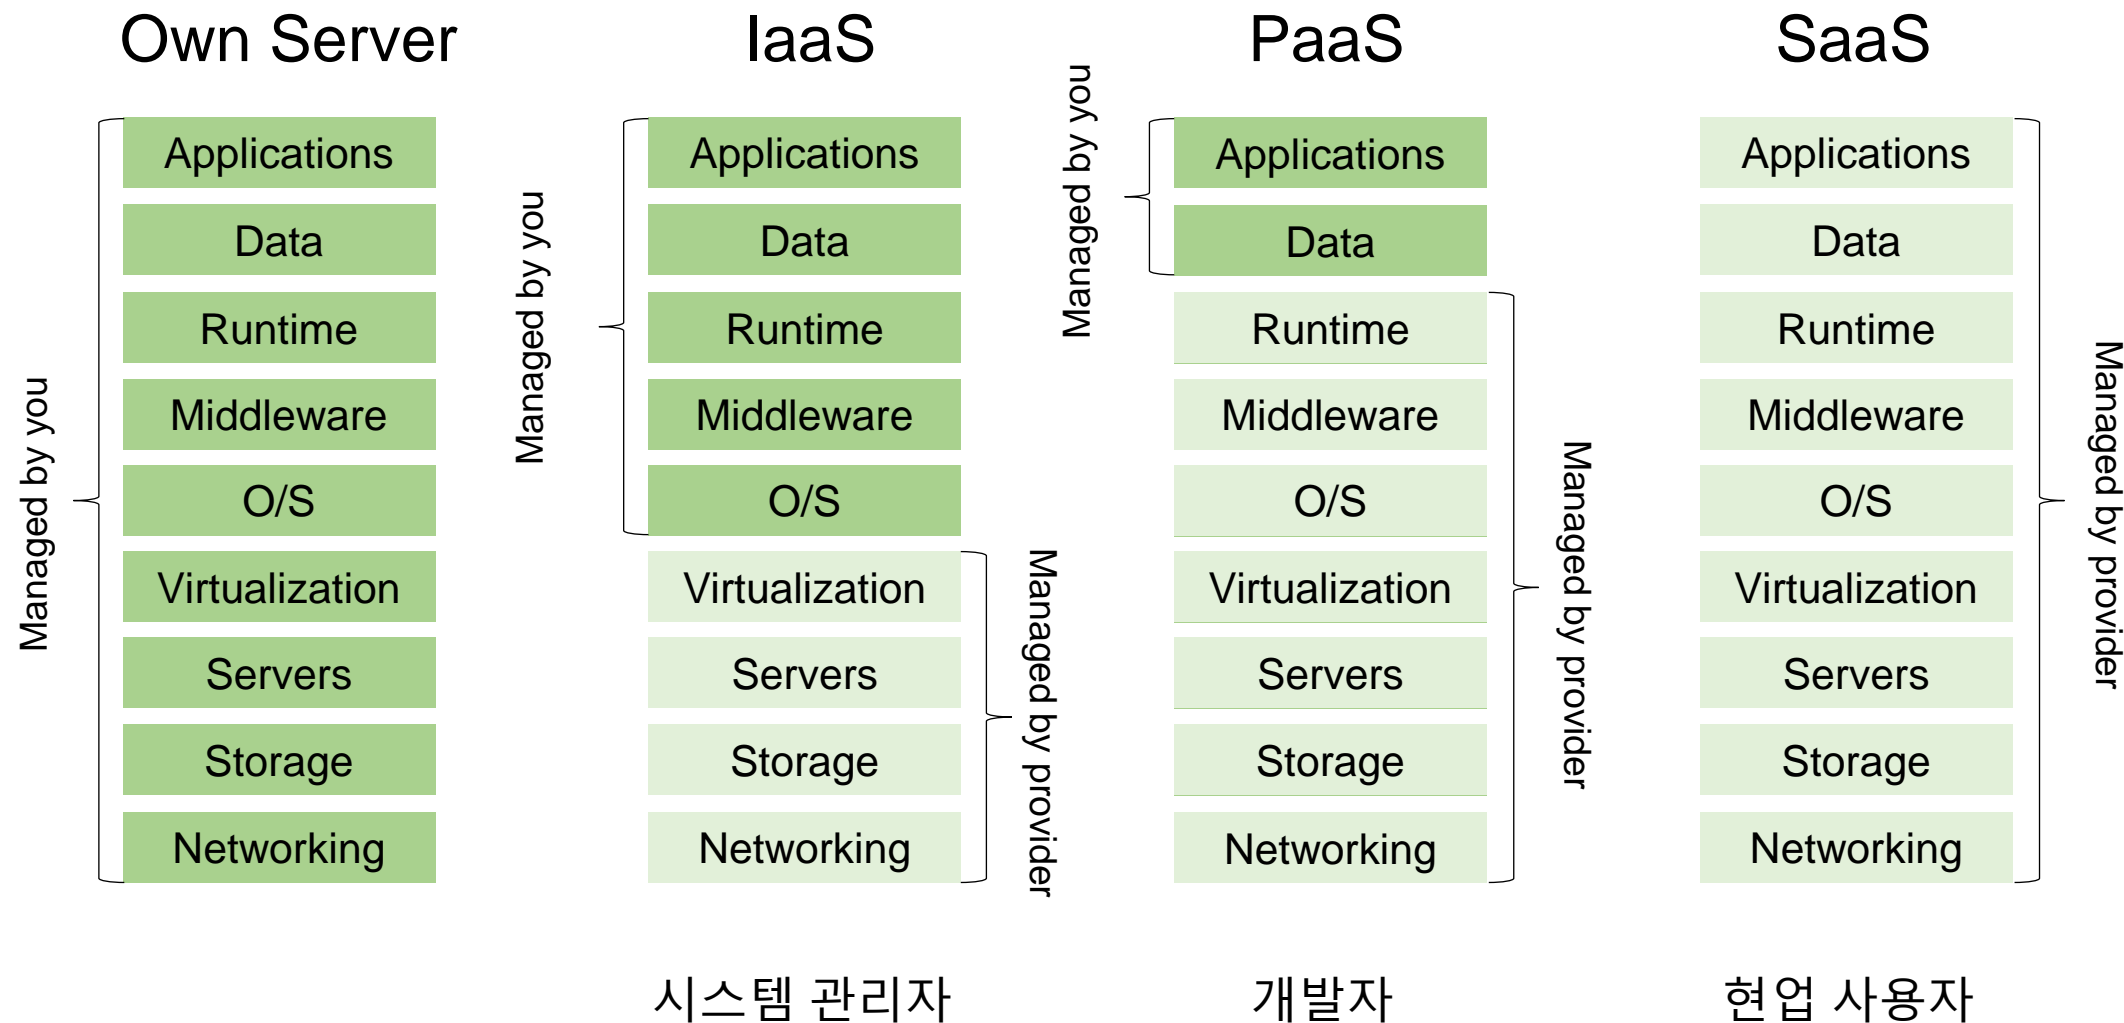 Own Server
Managed by you
Applications
Data
Runtime
Middleware
O/S
Virtualization
Servers
Storage
Networking
IaaS
Managed by you
Applications
Data
Runtime
Middleware
O/S
Virtualization
Servers
Storage
Networking
Managed by provider
시스템 관리자
PaaS
Managed by you
Applications
Data
Runtime
Middleware
O/S
Virtualization
Servers
Storage
Networking
Managed by provider
개발자
SaaS
Applications
Data
Runtime
Middleware
O/S
Virtualization
Servers
Storage
Networking
Managed by provider
현업 사용자